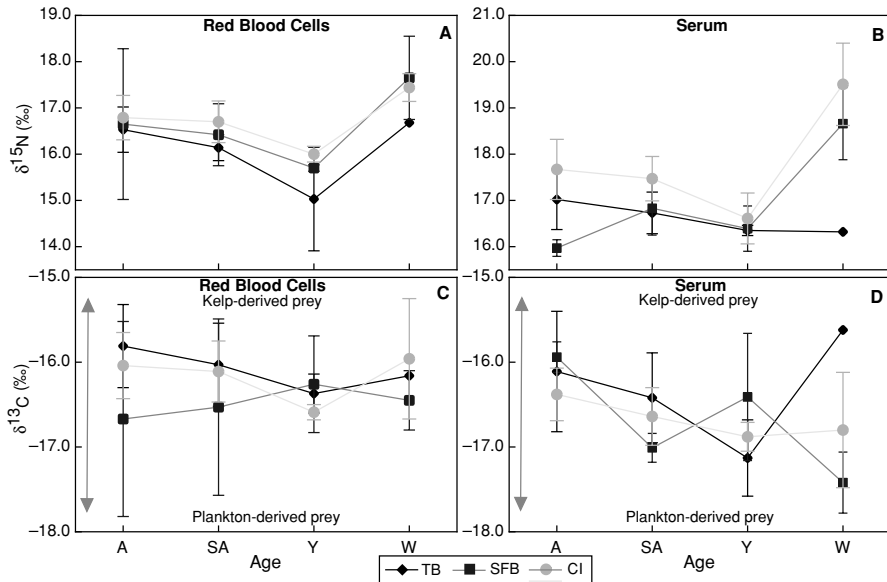 Red Blood Cells
A
Serum
B
δ15N (‰)
18.0
17.0
16.0
15.0
14.0
21.0
20.0
19.0
18.0
17.0
16.0
−15.0
Red Blood Cells
Kelp-derived prey
C
−15.0
Serum
Kelp-derived prey
D
δ13C (‰)
−16.0
−17.0
−18.0
−16.0
−17.0
−18.0
Plankton-derived prey
Plankton-derived prey
A SA Y W
A SA Y W
Age
Age
TB SFB CI